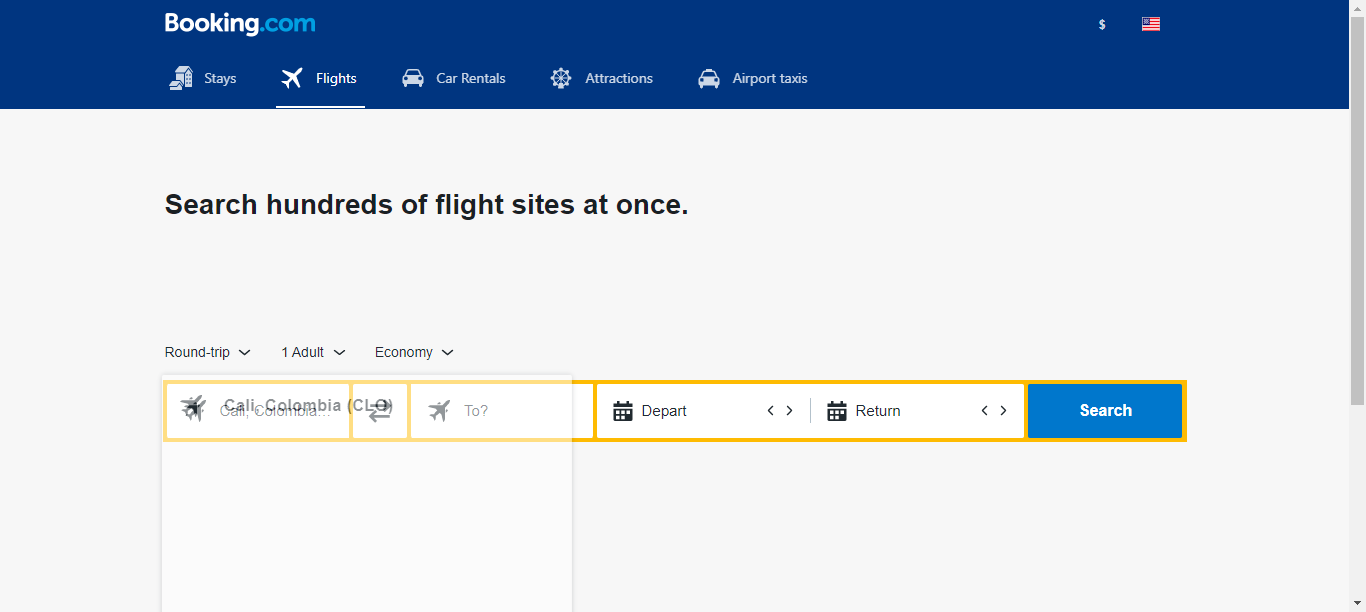 Booking.com
$
Stays
Flights
Car Rentals
Attractions
Airport taxis
Search hundreds of flight sites at once.
Round-trip
1 Adult
Economy
Cali, Colombia (CLO)
Cali, Colombia...
To?
Depart
Return
Search